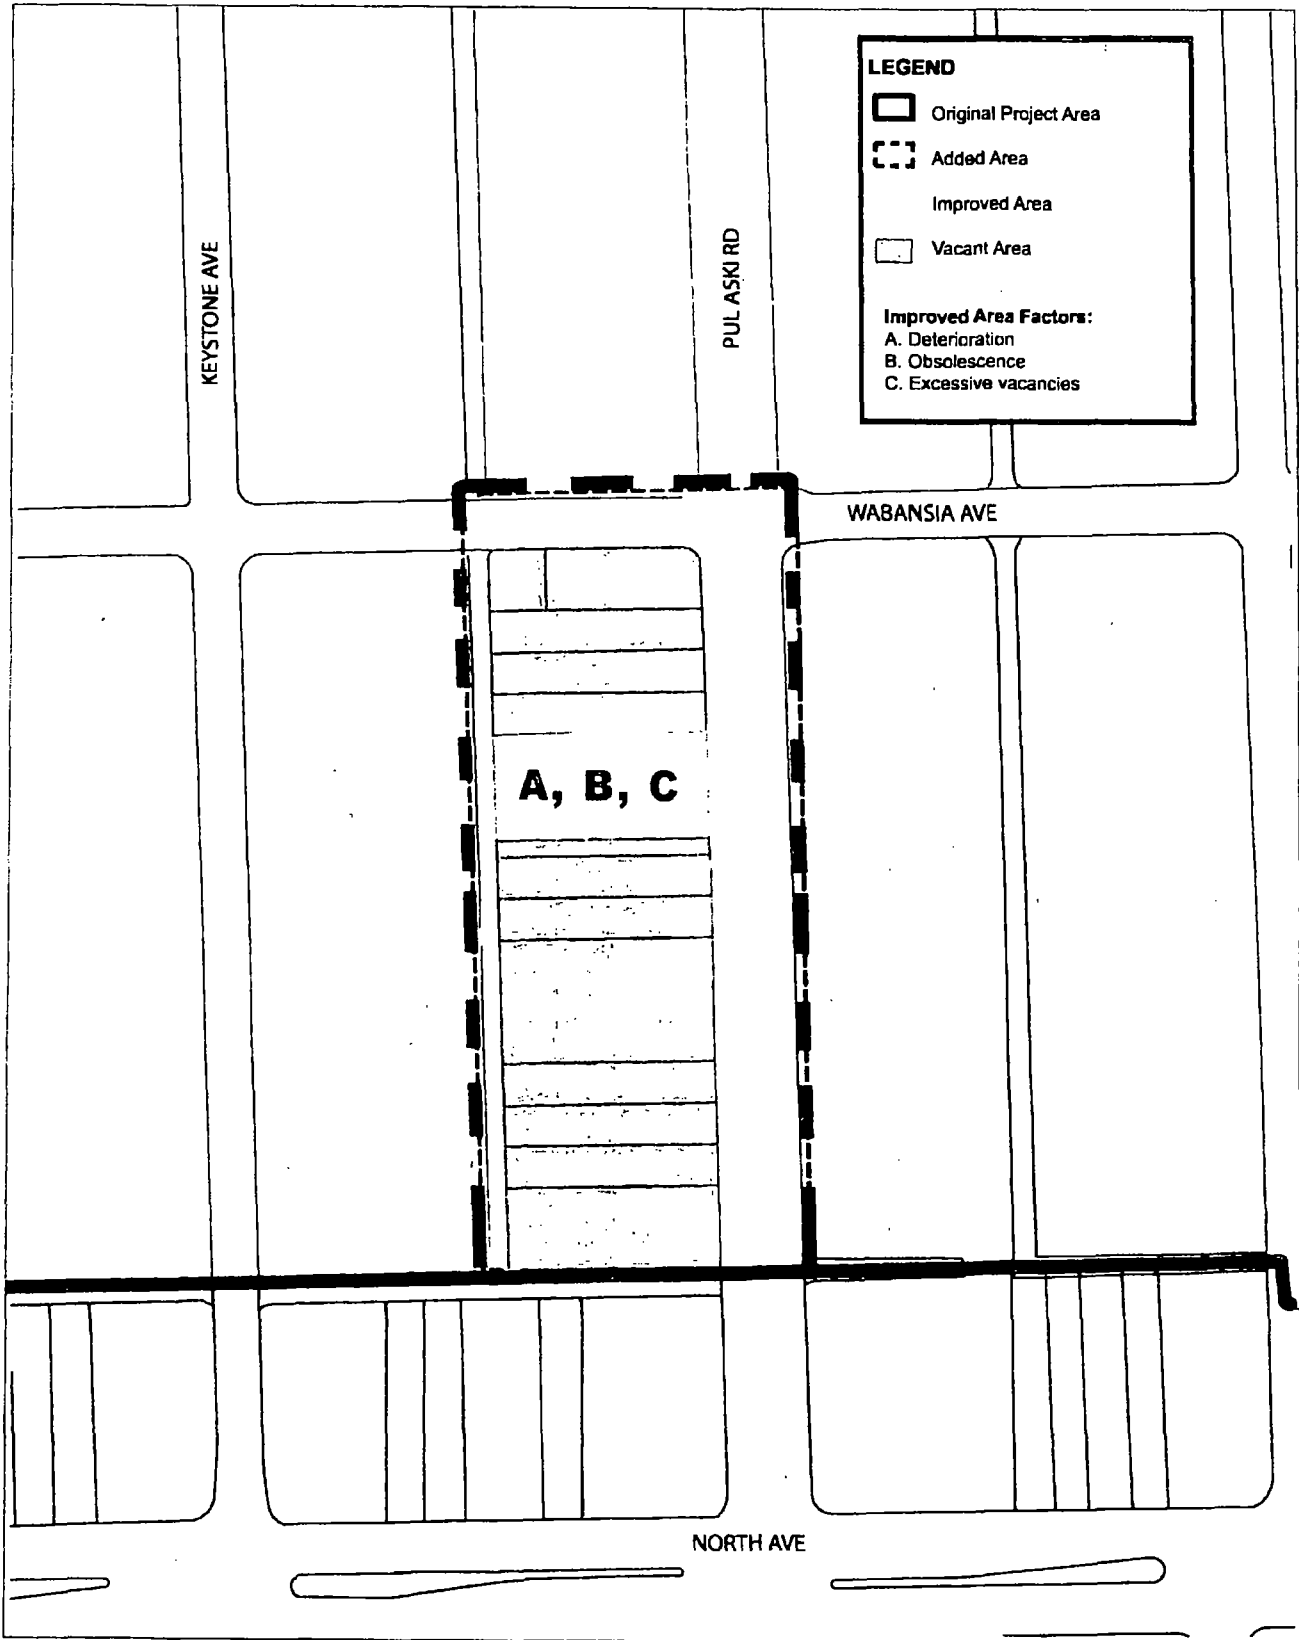 LEGEND
Original Project Area
Added Area
Improved Area
Vacant Area
Improved Area Factors:
A. Deterioration
B. Obsolescence
C. Excessive vacancies
KEYSTONE AVE
PUL ASKI RD
WABANSIA AVE
A, B, C
NORTH AVE